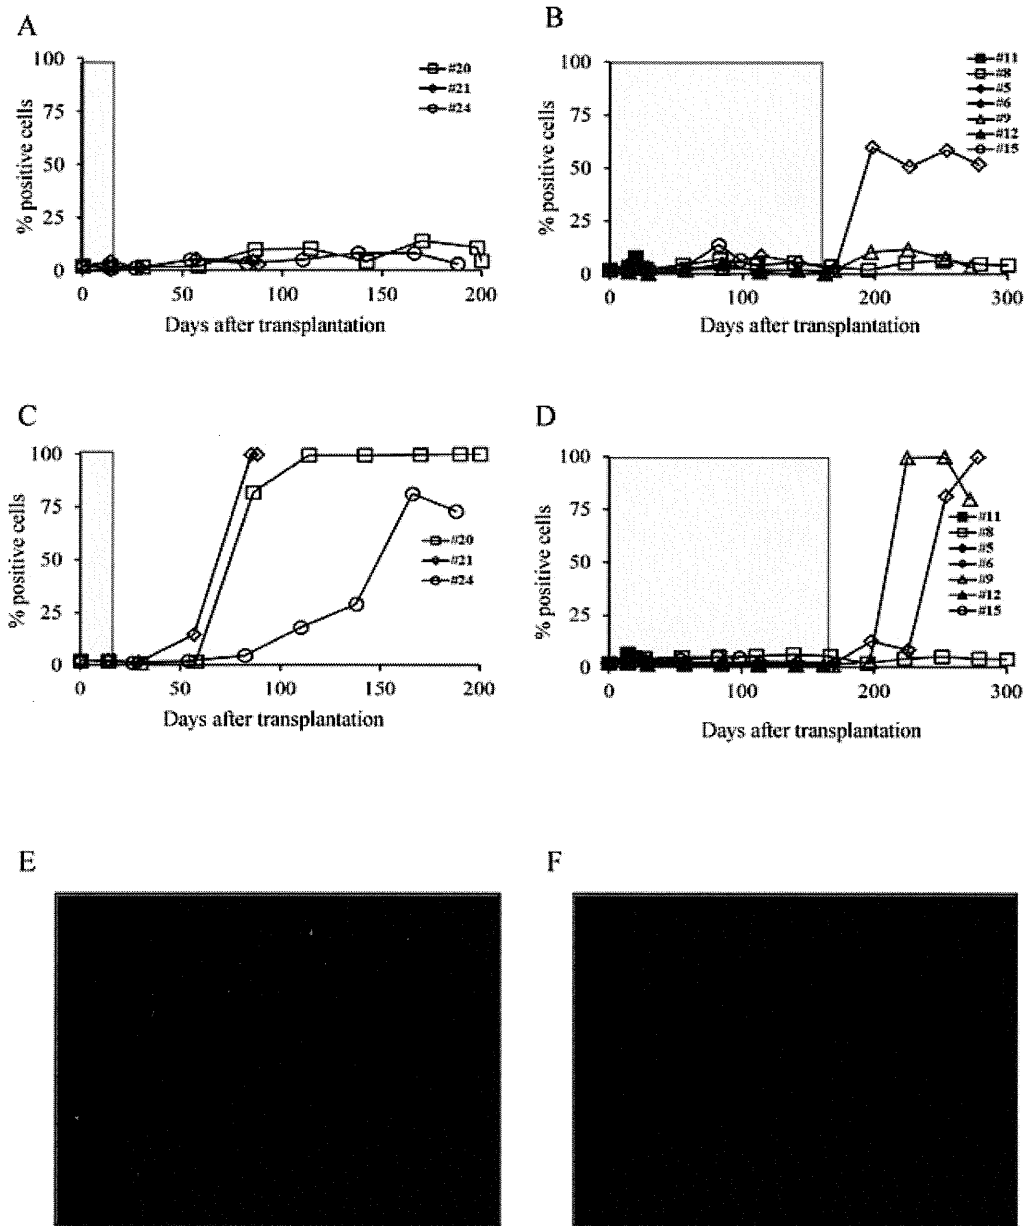 A
100
75
50
25
0
% positive cells
0 50 100 150 200
Days after transplantation
#20
#21
#24
B
100
75
50
25
0
% positive cells
0 100 200 300
Days after transplantation
#11
#8
#5
#6
#9
#12
#15
C
100
75
50
25
0
% positive cells
0 50 100 150 200
Days after transplantation
#20
#21
#24
D
100
75
50
25
0
% positive cells
0 100 200 300
Days after transplantation
#11
#8
#5
#6
#9
#12
#15
E
F